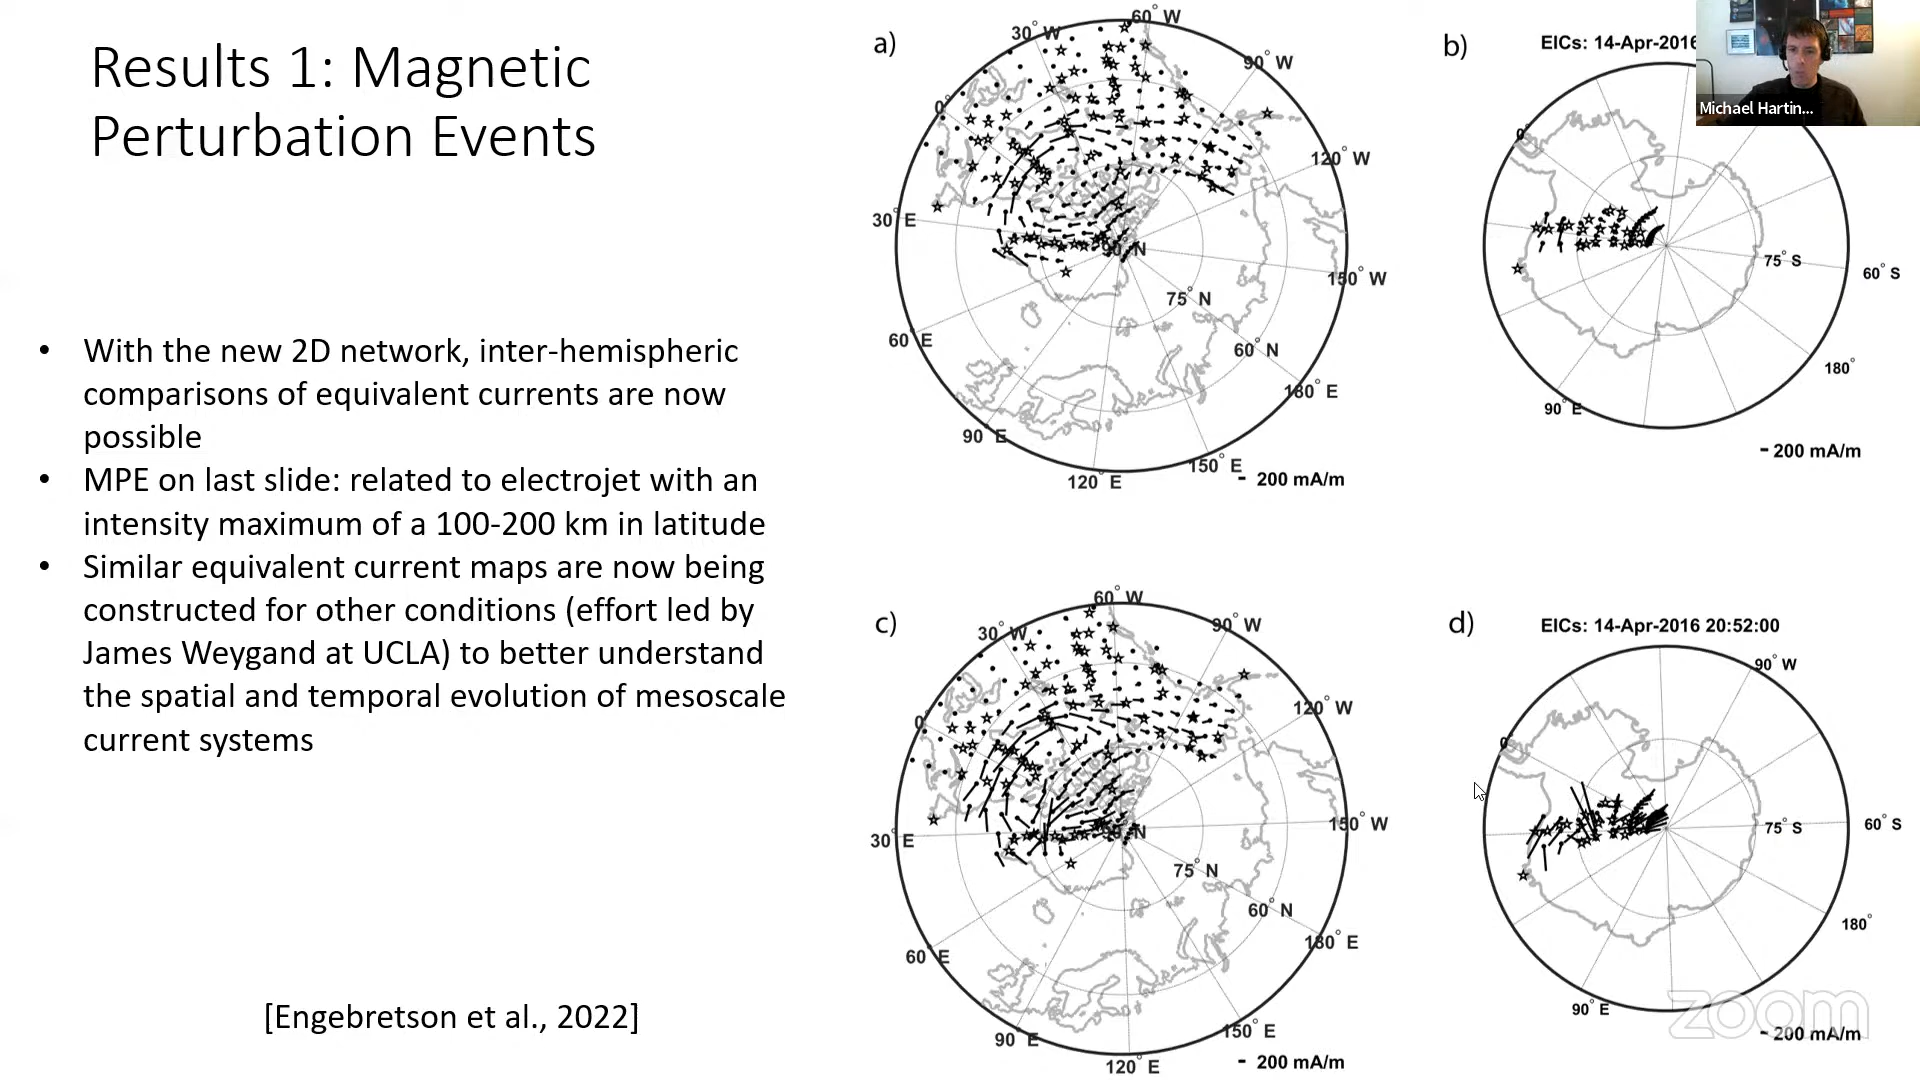 Results 1: Magnetic
Perturbation Events
• With the new 2D network, inter-hemispheric
comparisons of equivalent currents are now
possible
• MPE on last slide: related to electrojet with an
intensity maximum of a 100-200 km in latitude
• Similar equivalent current maps are now being
constructed for other conditions (effort led by
James Weygand at UCLA) to better understand
the spatial and temporal evolution of mesoscale
current systems
[Engebretson et al., 2022]
a)
60° W
30° W
90° W
0°
120° W
30° E
90° N
150° W
75° N
60° E
60° N
180° E
90° E
150° E
120° E
200 mA/m
b)
EICs: 14-Apr-2016
Michael Hartin...
0°
75° S
60° S
180°
90° E
200 mA/m
c)
60° W
30° W
90° W
0°
120° W
30° E
90° N
150° W
75° N
60° N
60° E
180° E
90° E
150° E
120° E
200 mA/m
d)
EICs: 14-Apr-2016 20:52:00
90° W
0°
75° S
60° S
180°
90° E
200 mA/m
zoom